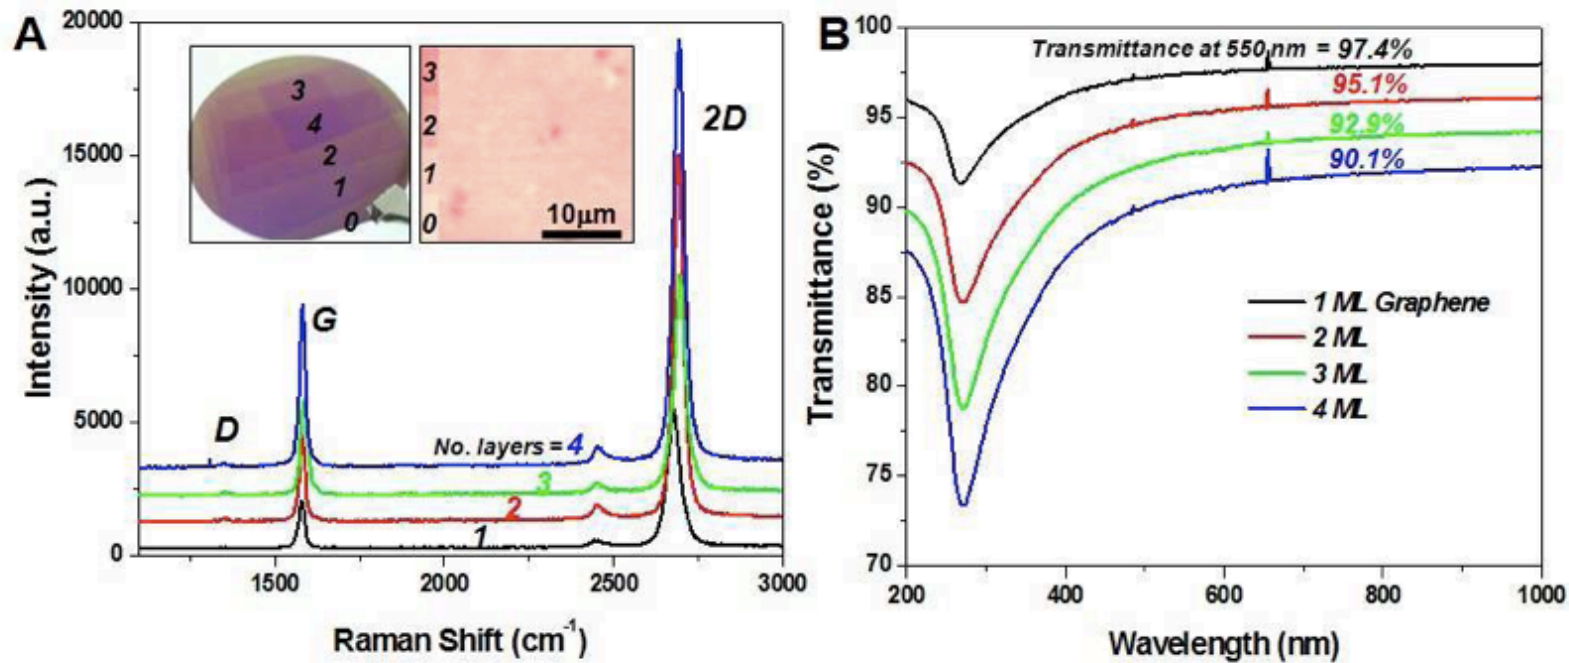 A
20000
15000
10000
5000
0
Intensity (a.u.)
1500
2000
2500
3000
Raman Shift (cm-1)
3
4
2
1
0
3
2
1
0
10μm
D
G
2D
No. layers = 4
3
2
1
B
100
95
90
85
80
75
70
Transmittance (%)
200
400
600
800
1000
Wavelength (nm)
Transmittance at 550 nm = 97.4%
95.1%
92.9%
90.1%
1 ML Graphene
2 ML
3 ML
4 ML